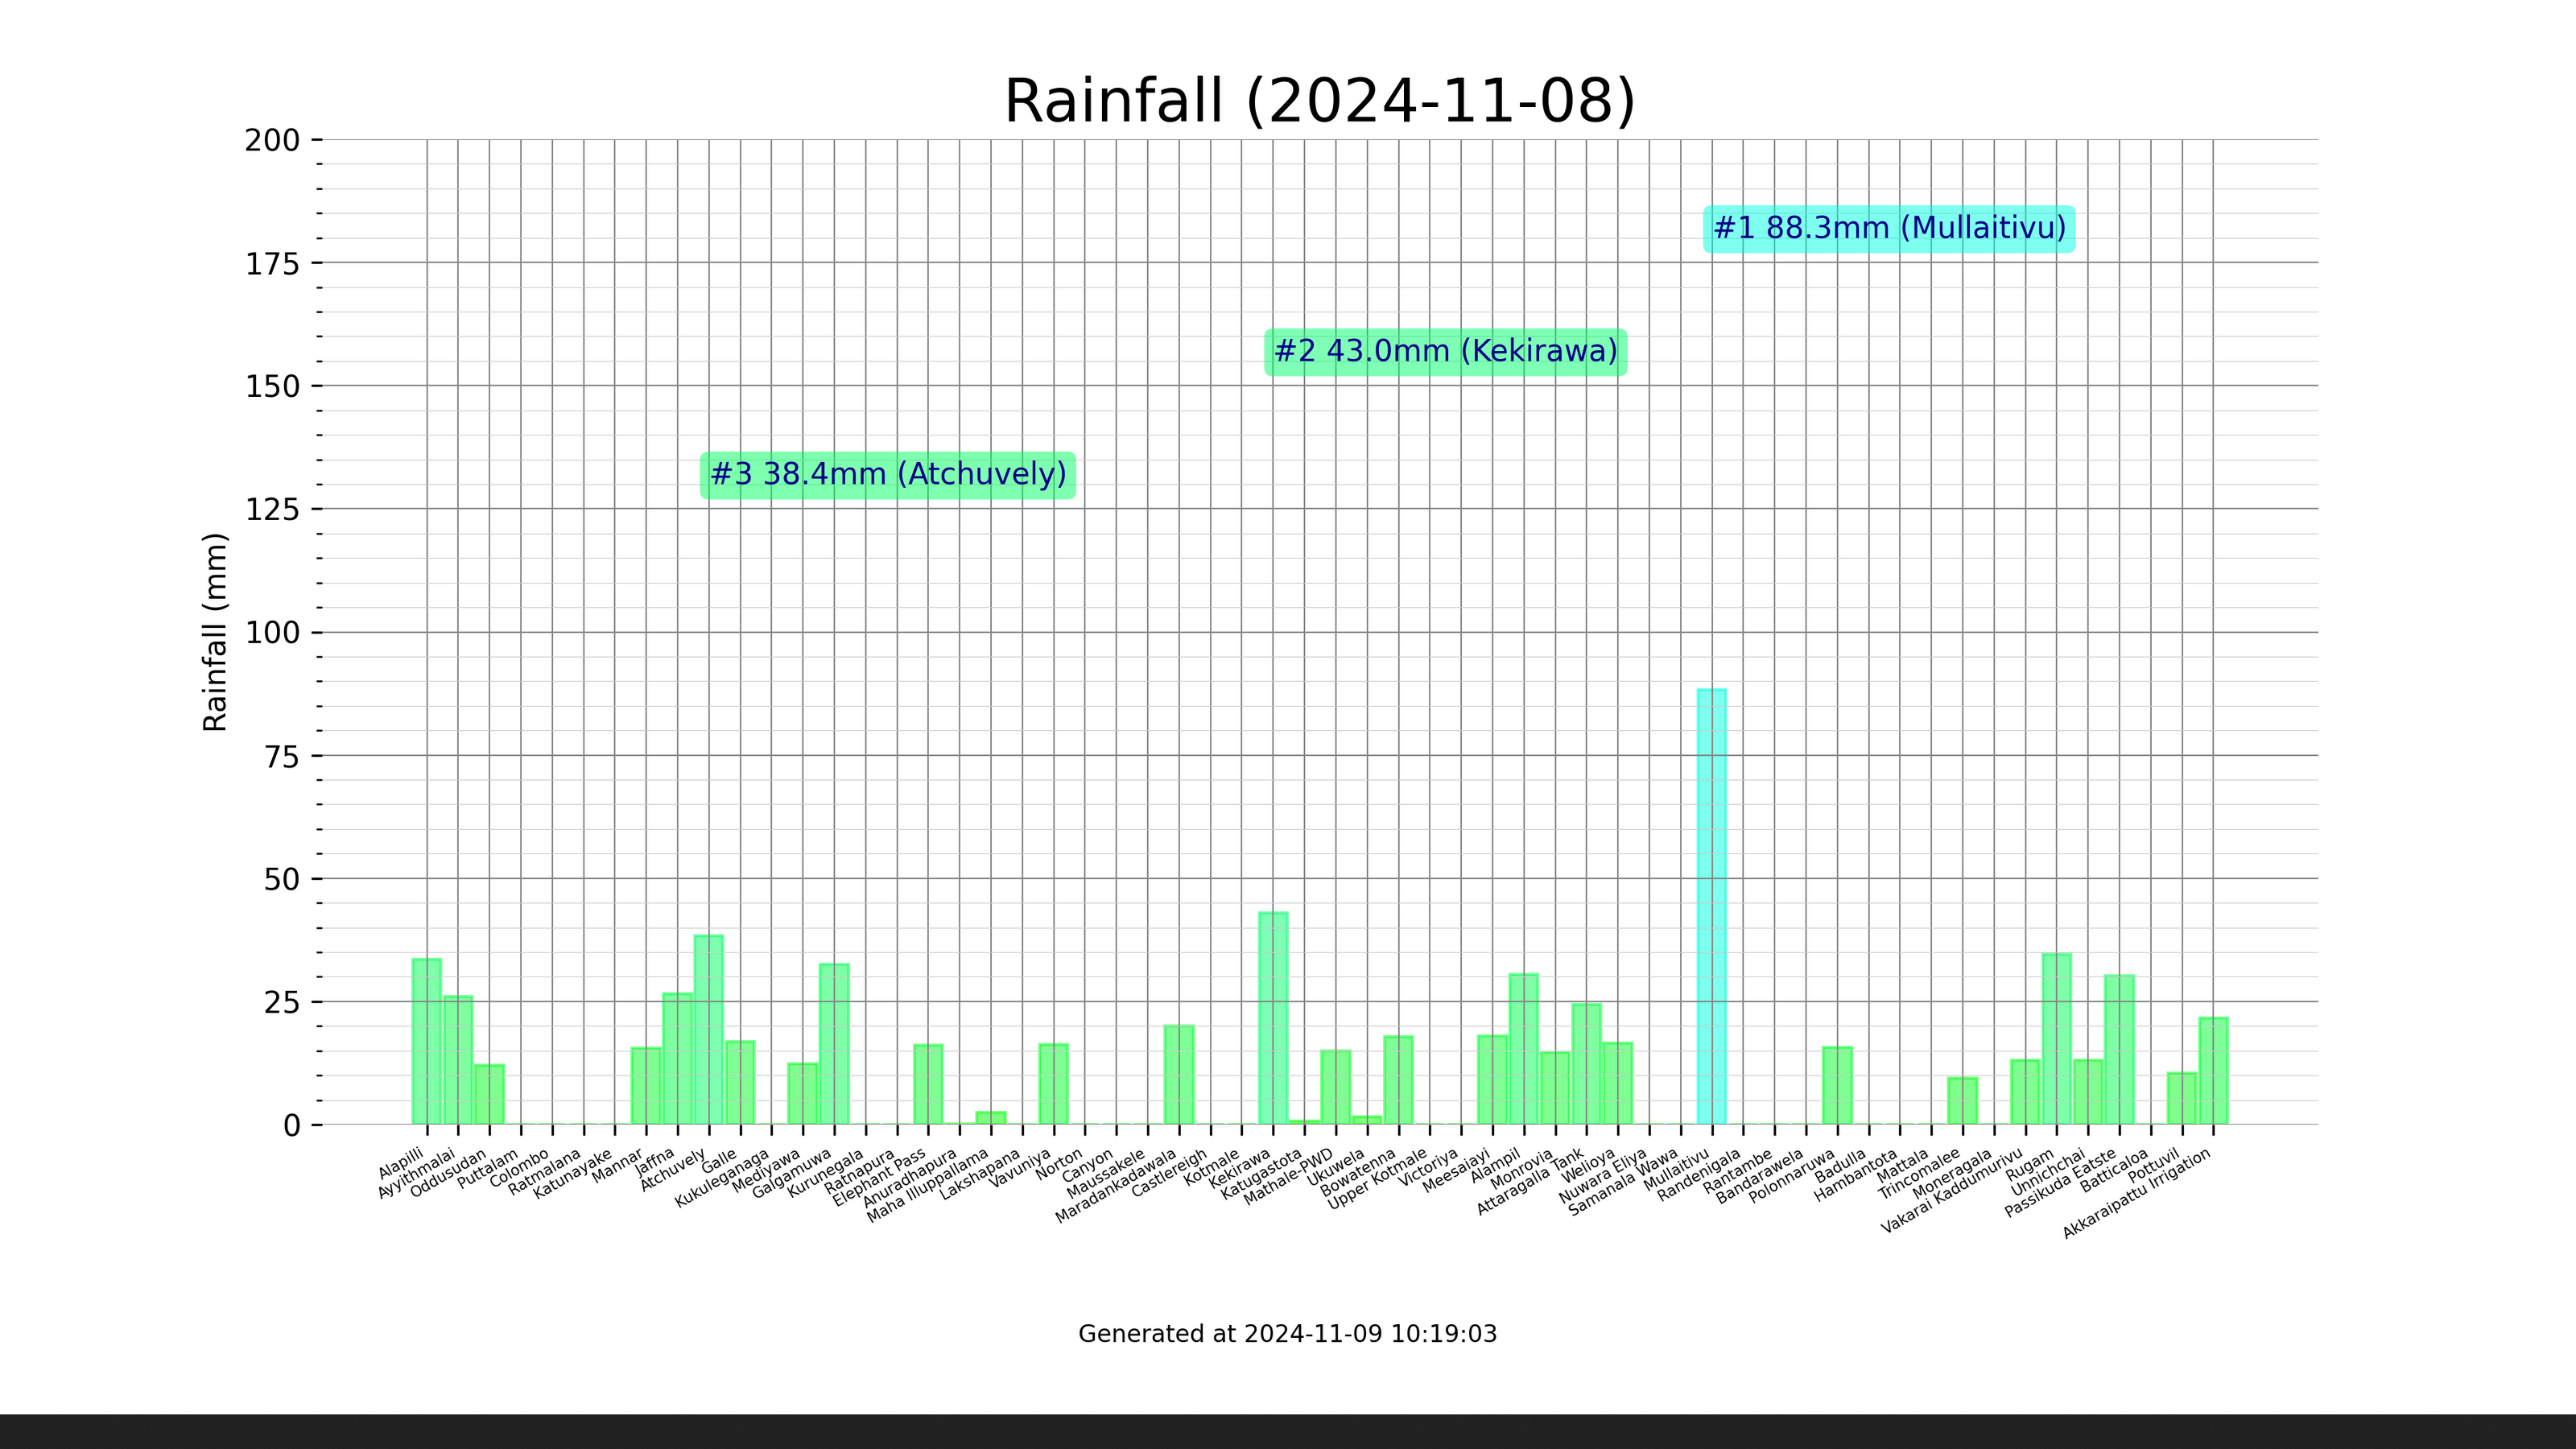 Rainfall (2024-11-08)
200
175
150
125
100
75
50
25
0
Rainfall (mm)
#1 88.3mm (Mullaitivu)
#2 43.0mm (Kekirawa)
#3 38.4mm (Atchuvely)
Alapilli
Ayyithmalai
Oddusudan
Puttalam
Colombo
Ratmalana
Katunayake
Mannar
Jaffna
Atchuvely
Galle
Kukuleganaga
Mediyawa
Galgamuwa
Kurunegala
Ratnapura
Elephant Pass
Anuradhapura
Maha Illuppallama
Lakshapana
Vavuniya
Norton
Canyon
Maussakele
Maradankadawala
Castlereigh
Kotmale
Kekirawa
Katugastota
Mathale-PWD
Ukuwela
Bowatenna
Upper Kotmale
Victoriya
Meesalayi
Alampil
Monrovia
Attaragalla Tank
Welioya
Nuwara Eliya
Samanala Wawa
Mullaitivu
Randenigala
Rantambe
Bandarawela
Polonnaruwa
Badulla
Hambantota
Mattala
Trincomalee
Moneragala
Vakarai Kaddumurivu
Rugam
Unnichchai
Passikuda Eatste
Batticaloa
Pottuvil
Akkaraipattu Irrigation
Generated at 2024-11-09 10:19:03